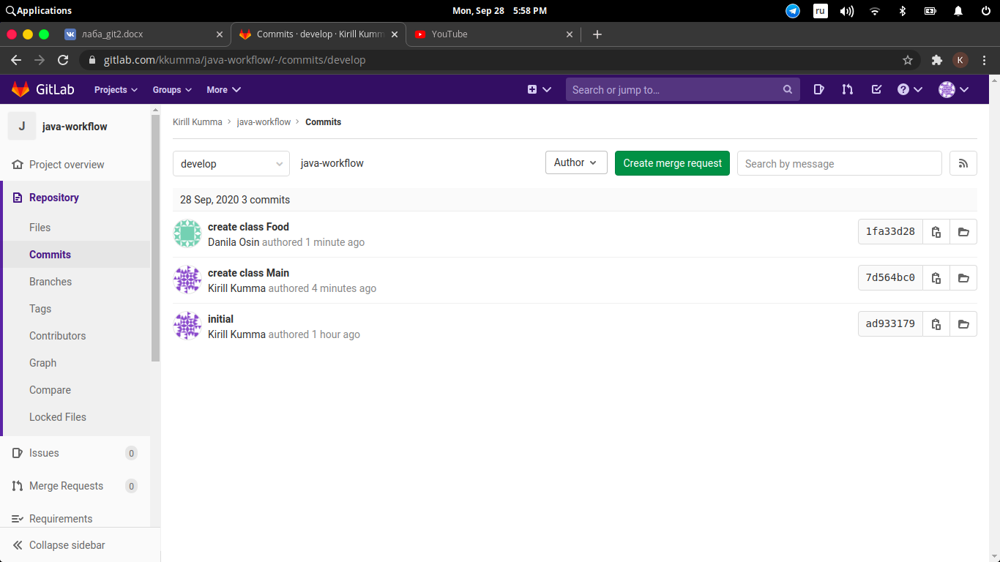 Applications
Mon, Sep 28 5:58 PM
ru
лаба_git2.docx
Commits · develop · Kirill Kumm
YouTube
gitlab.com/kkumma/java-workflow/-/commits/develop
K
GitLab
Projects
Groups
More
Search or jump to...
J
java-workflow
Project overview
Repository
Files
Commits
Branches
Tags
Contributors
Graph
Compare
Locked Files
Issues 0
Merge Requests 0
Requirements
Collapse sidebar
Kirill Kumma > java-workflow > Commits
develop
java-workflow
Author
Create merge request
Search by message
28 Sep, 2020 3 commits
create class Food
Danila Osin authored 1 minute ago
1fa33d28
create class Main
Kirill Kumma authored 4 minutes ago
7d564bc0
initial
Kirill Kumma authored 1 hour ago
ad933179